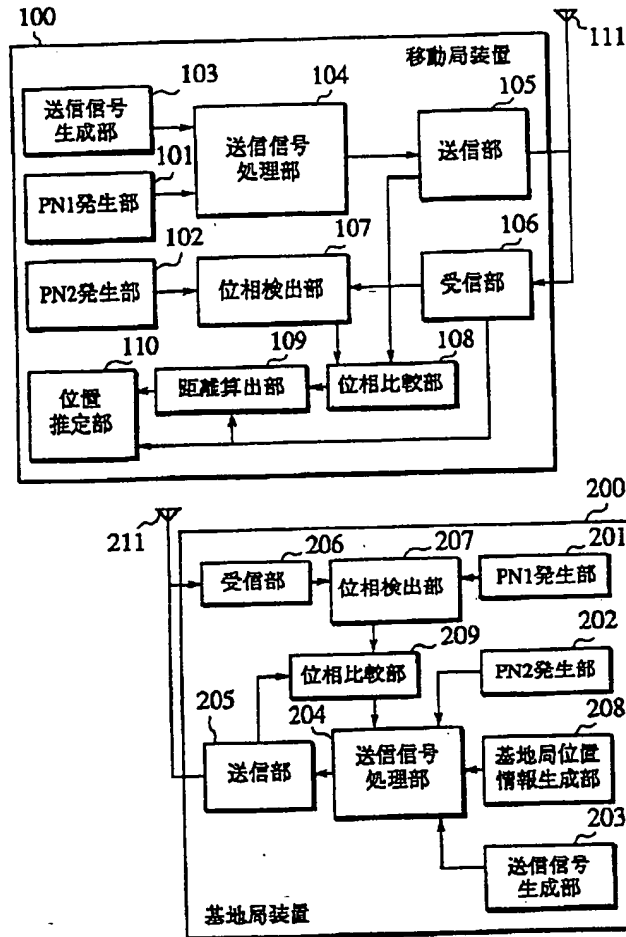 100
111
移動局装置
103
104
105
送信信号
生成部
送信信号
処理部
送信部
101
PN1発生部
102
107
106
PN2発生部
位相検出部
受信部
110
109
108
位置
推定部
距離算出部
位相比較部
200
211
206
207
201
受信部
位相検出部
PN1発生部
209
202
位相比較部
PN2発生部
205
204
208
送信部
送信信号
処理部
基地局位置
情報生成部
203
送信信号
生成部
基地局装置